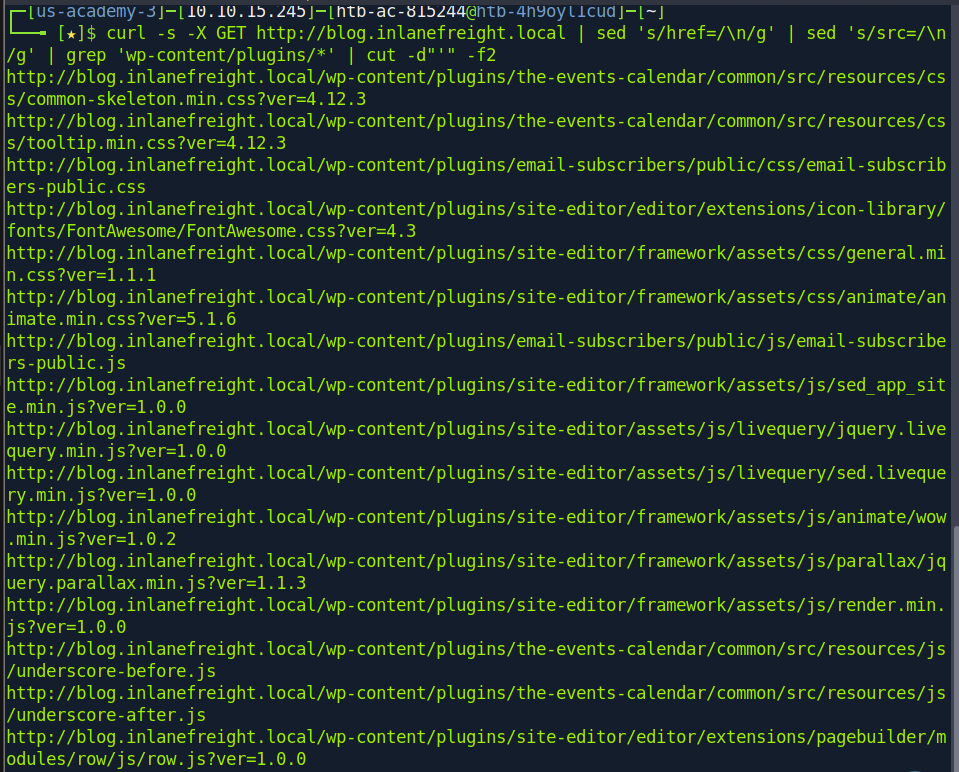 ┌─[us-academy-3]─[10.10.15.245]─[htb-ac-815244@htb-4h9oyl1cud]─[~]
└──╼ [★]$ curl -s -X GET http://blog.inlanefreight.local | sed 's/href=/\n/g' | sed 's/src=/\n
/g' | grep 'wp-content/plugins/*' | cut -d"'" -f2
http://blog.inlanefreight.local/wp-content/plugins/the-events-calendar/common/src/resources/cs
s/common-skeleton.min.css?ver=4.12.3
http://blog.inlanefreight.local/wp-content/plugins/the-events-calendar/common/src/resources/cs
s/tooltip.min.css?ver=4.12.3
http://blog.inlanefreight.local/wp-content/plugins/email-subscribers/public/css/email-subscrib
ers-public.css
http://blog.inlanefreight.local/wp-content/plugins/site-editor/editor/extensions/icon-library/
fonts/FontAwesome/FontAwesome.css?ver=4.3
http://blog.inlanefreight.local/wp-content/plugins/site-editor/framework/assets/css/general.mi
n.css?ver=1.1.1
http://blog.inlanefreight.local/wp-content/plugins/site-editor/framework/assets/css/animate/an
imate.min.css?ver=5.1.6
http://blog.inlanefreight.local/wp-content/plugins/email-subscribers/public/js/email-subscribe
rs-public.js
http://blog.inlanefreight.local/wp-content/plugins/site-editor/framework/assets/js/sed_app_sit
e.min.js?ver=1.0.0
http://blog.inlanefreight.local/wp-content/plugins/site-editor/assets/js/livequery/jquery.live
query.min.js?ver=1.0.0
http://blog.inlanefreight.local/wp-content/plugins/site-editor/assets/js/livequery/sed.liveque
ry.min.js?ver=1.0.0
http://blog.inlanefreight.local/wp-content/plugins/site-editor/framework/assets/js/animate/wow
.min.js?ver=1.0.2
http://blog.inlanefreight.local/wp-content/plugins/site-editor/framework/assets/js/parallax/jq
uery.parallax.min.js?ver=1.1.3
http://blog.inlanefreight.local/wp-content/plugins/site-editor/framework/assets/js/render.min.
js?ver=1.0.0
http://blog.inlanefreight.local/wp-content/plugins/the-events-calendar/common/src/resources/js
/underscore-before.js
http://blog.inlanefreight.local/wp-content/plugins/the-events-calendar/common/src/resources/js
/underscore-after.js
http://blog.inlanefreight.local/wp-content/plugins/site-editor/editor/extensions/pagebuilder/m
odules/row/js/row.js?ver=1.0.0